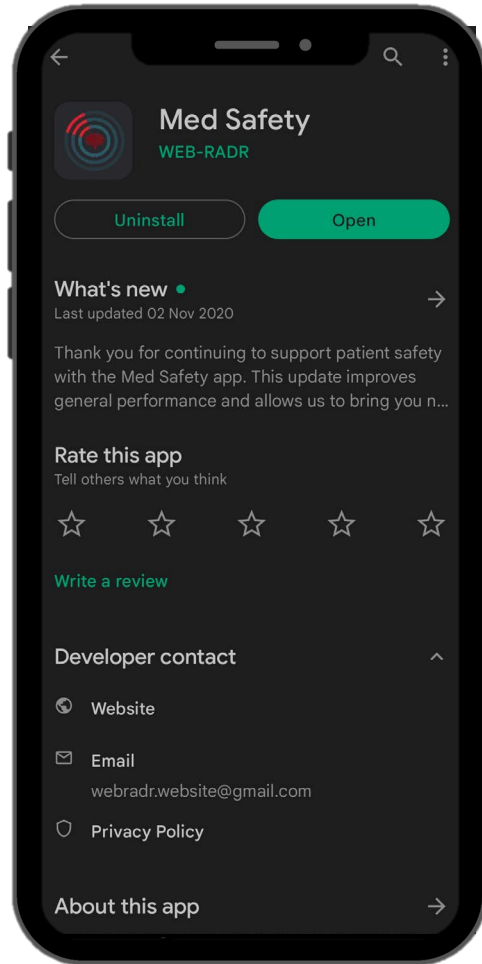 Med Safety
WEB-RADR
Uninstall
Open
What's new
Last updated 02 Nov 2020
Thank you for continuing to support patient safety
with the Med Safety app. This update improves
general performance and allows us to bring you n...
Rate this app
Tell others what you think
Write a review
Developer contact
Website
Email
webradr.website@gmail.com
Privacy Policy
About this app